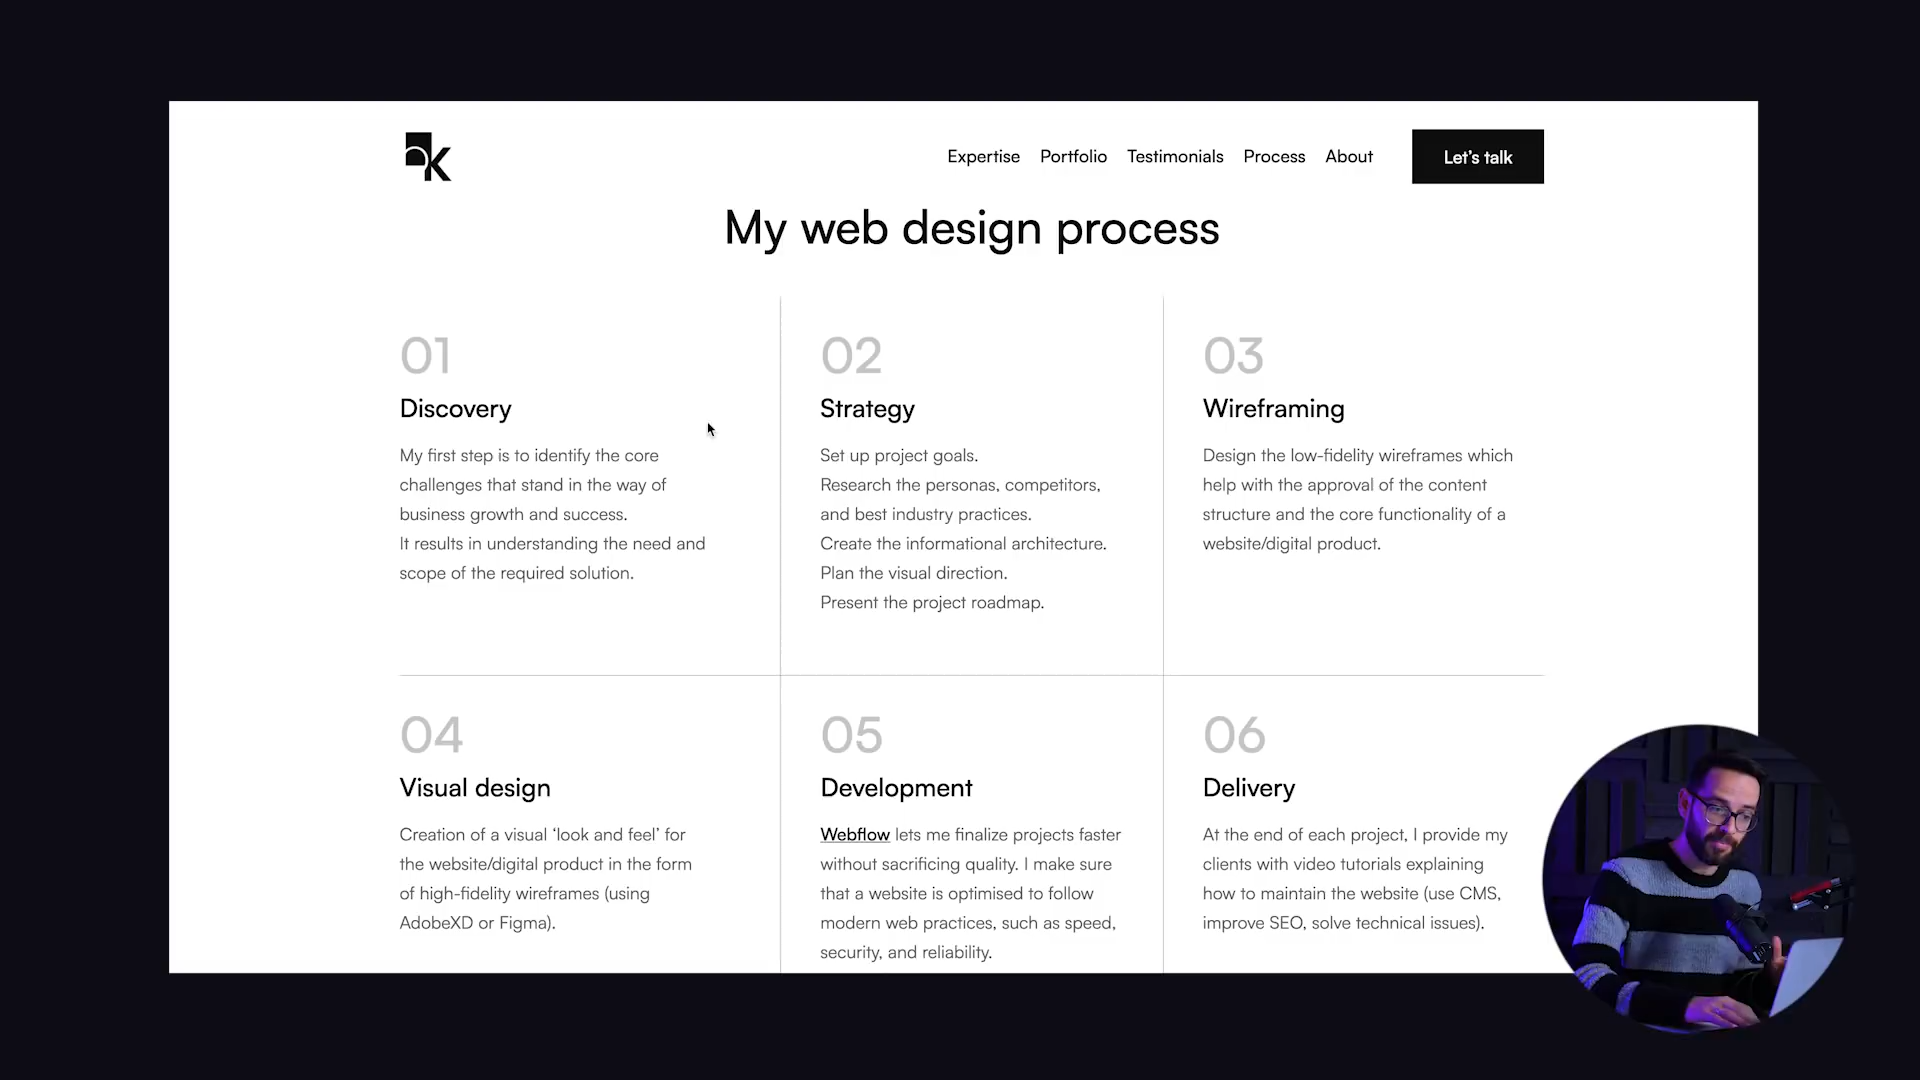 K
Expertise Portfolio Testimonials Process About Let’s talk
My web design process
01
Discovery
My first step is to identify the core
challenges that stand in the way of
business growth and success.
It results in understanding the need and
scope of the required solution.
02
Strategy
Set up project goals.
Research the personas, competitors,
and best industry practices.
Create the informational architecture.
Plan the visual direction.
Present the project roadmap.
03
Wireframing
Design the low-fidelity wireframes which
help with the approval of the content
structure and the core functionality of a
website/digital product.
04
Visual design
Creation of a visual ‘look and feel’ for
the website/digital product in the form
of high-fidelity wireframes (using
AdobeXD or Figma).
05
Development
Webflow lets me finalize projects faster
without sacrificing quality. I make sure
that a website is optimised to follow
modern web practices, such as speed,
security, and reliability.
06
Delivery
At the end of each project, I provide my
clients with video tutorials explaining
how to maintain the website (use CMS,
improve SEO, solve technical issues).